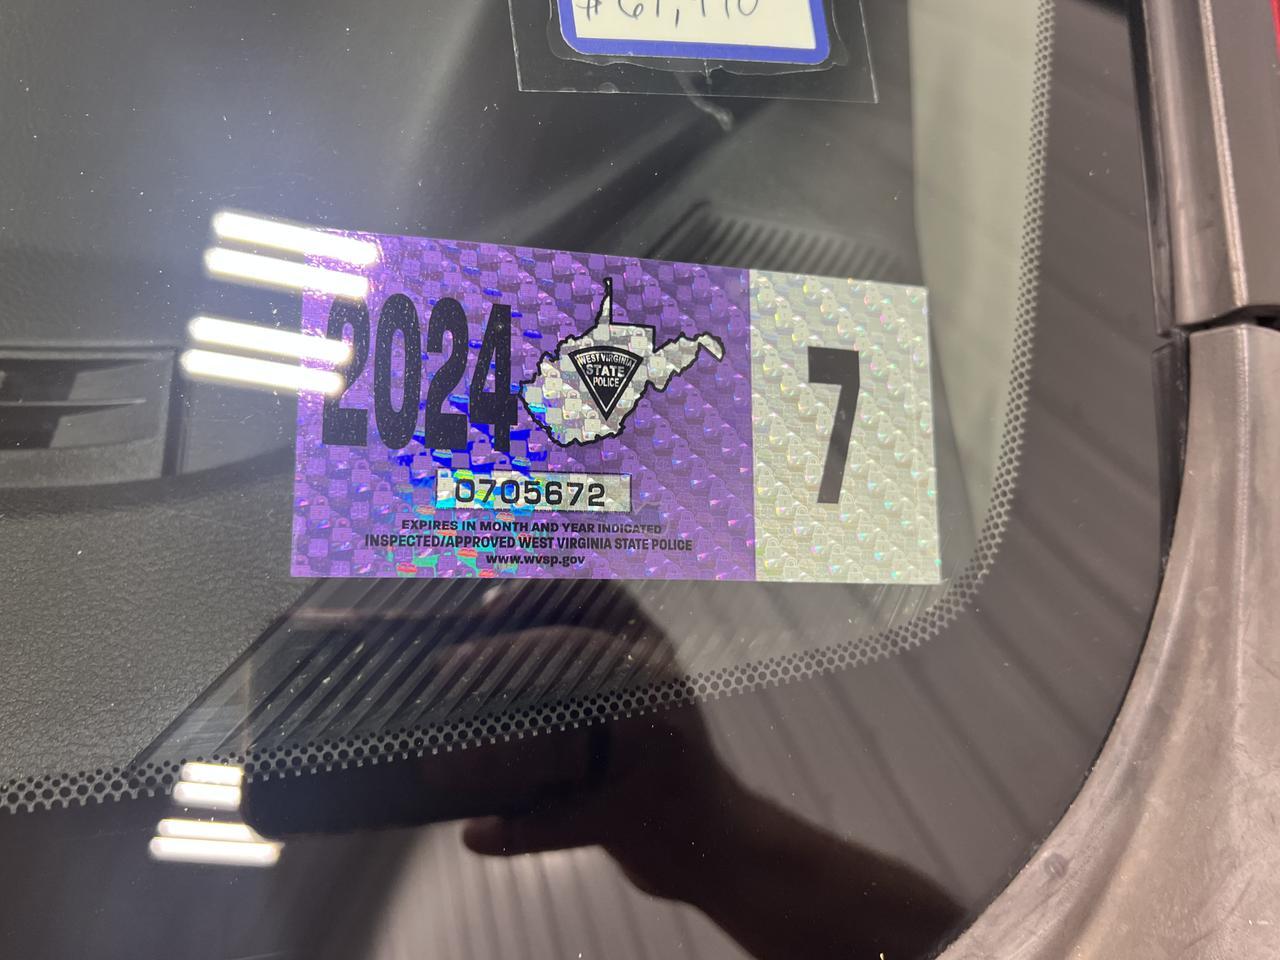 2024
WEST VIRGINIA
STATE
POLICE
7
0705672
EXPIRES IN MONTH AND YEAR INDICATED
INSPECTED/APPROVED WEST VIRGINIA STATE POLICE
www.wvsp.gov